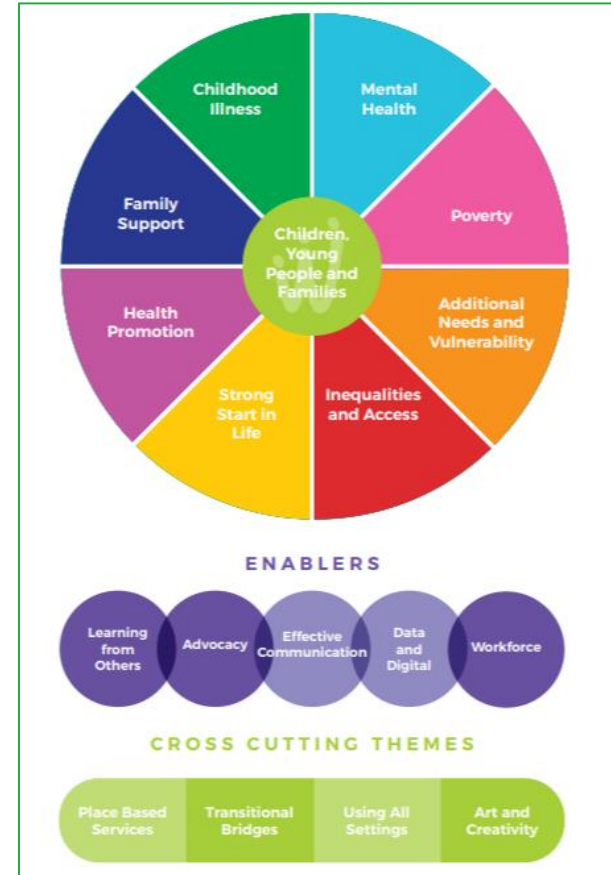 Childhood
Illness
Mental
Health
Family
Support
Poverty
Children,
Young
People and
Families
Health
Promotion
Additional
Needs and
Vulnerability
Strong
Start in
Life
Inequalities
and Access
ENABLERS
Learning
from
Others
Advocacy
Effective
Communication
Data
and
Digital
Workforce
CROSS CUTTING THEMES
Place Based
Services
Transitional
Bridges
Using All
Settings
Art and
Creativity